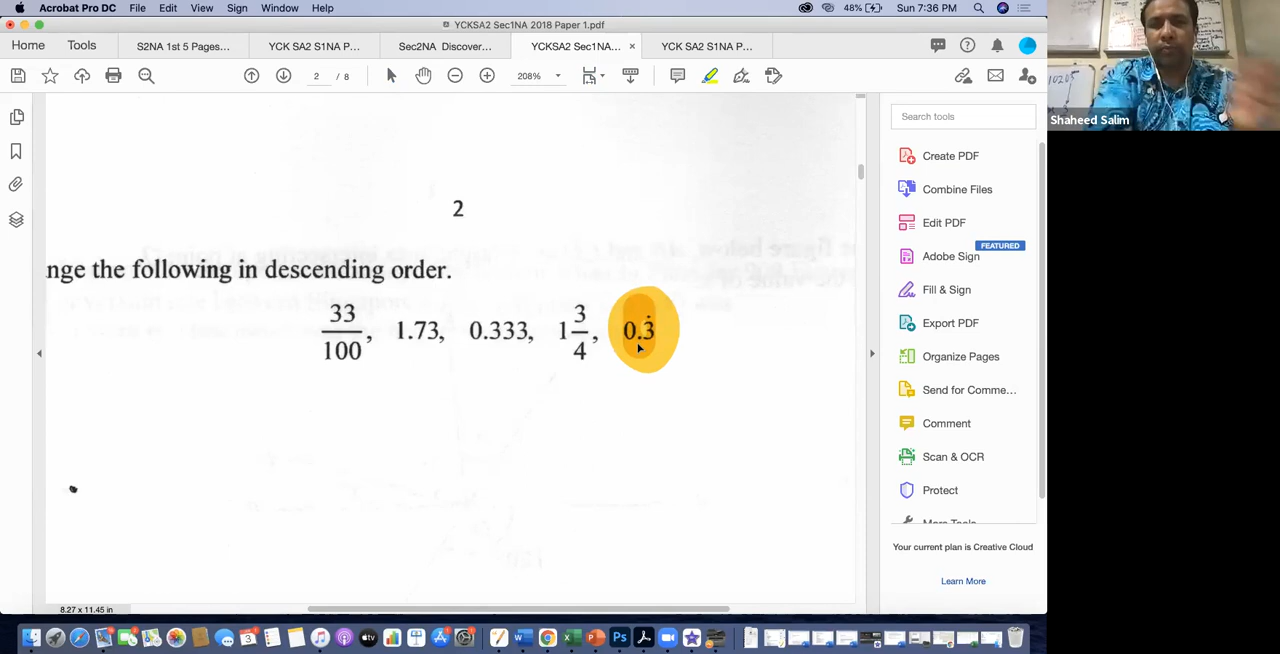 Acrobat Pro DC File Edit View Sign Window Help 48% Sun 7:36 PM
YCKSA2 Sec1NA 2018 Paper 1.pdf
Home Tools S2NA 1st 5 Pages... YCK SA2 S1NA P... Sec2NA Discover... YCKSA2 Sec1NA... × YCK SA2 S1NA P...
2 / 8 208%
Shaheed Salim
Search tools
Create PDF
Combine Files
Edit PDF
FEATURED
Adobe Sign
Fill & Sign
Export PDF
Organize Pages
Send for Comme...
Comment
Scan & OCR
Protect
More Tools
Your current plan is Creative Cloud
Learn More
2
nge the following in descending order.
33/100, 1.73, 0.333, 1 3/4, 0.3̇
8.27 x 11.45 in